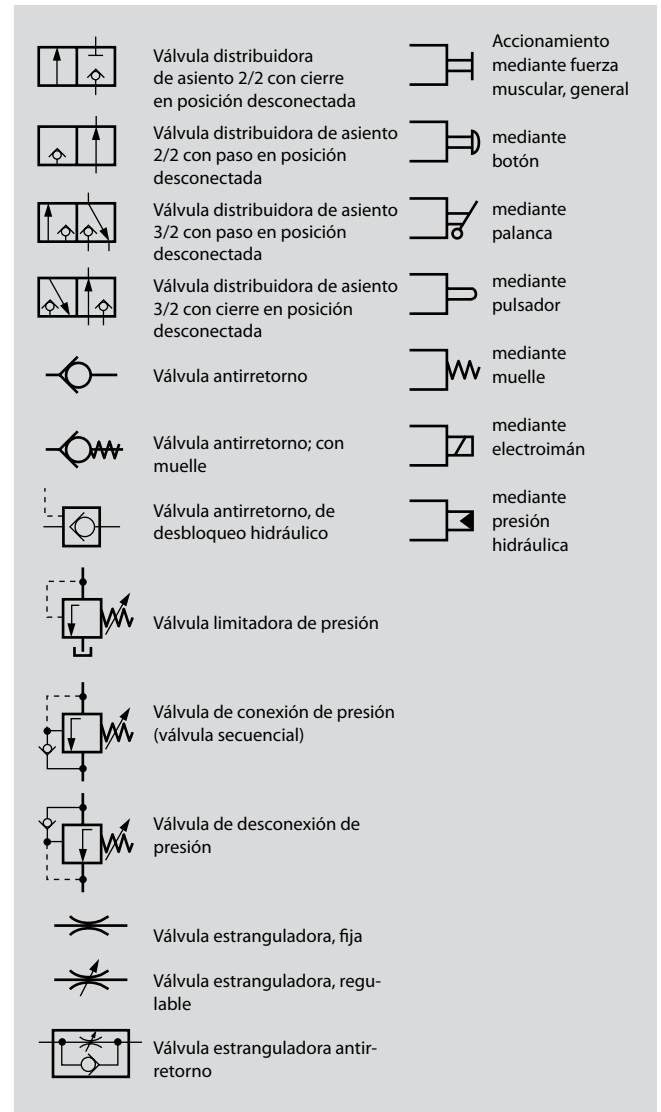 Válvula distribuidora
de asiento 2/2 con cierre
en posición desconectada
Válvula distribuidora de asiento
2/2 con paso en posición
desconectada
Válvula distribuidora de asiento
3/2 con paso en posición
desconectada
Válvula distribuidora de asiento
3/2 con cierre en posición
desconectada
Válvula antirretorno
Válvula antirretorno; con
muelle
Válvula antirretorno, de
desbloqueo hidráulico
Válvula limitadora de presión
Válvula de conexión de presión
(válvula secuencial)
Válvula de desconexión de
presión
Válvula estranguladora, fija
Válvula estranguladora, regu-
lable
Válvula estranguladora antir-
retorno
Accionamiento
mediante fuerza
muscular, general
mediante
botón
mediante
palanca
mediante
pulsador
mediante
muelle
mediante
electroimán
mediante
presión
hidráulica